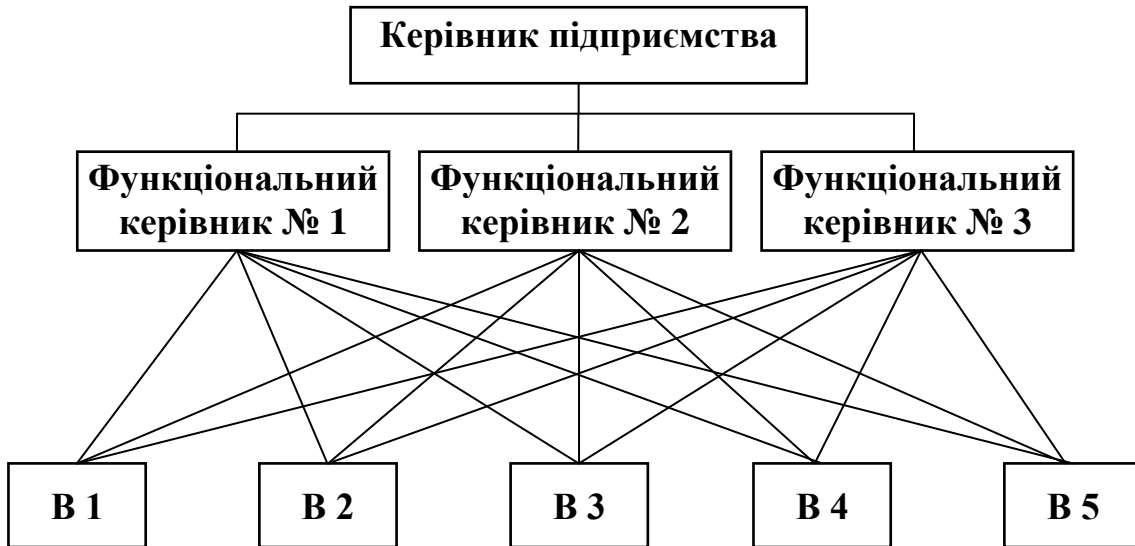 Керівник підприємства
Функціональний
керівник № 1
Функціональний
керівник № 2
Функціональний
керівник № 3
В 1
В 2
В 3
В 4
В 5